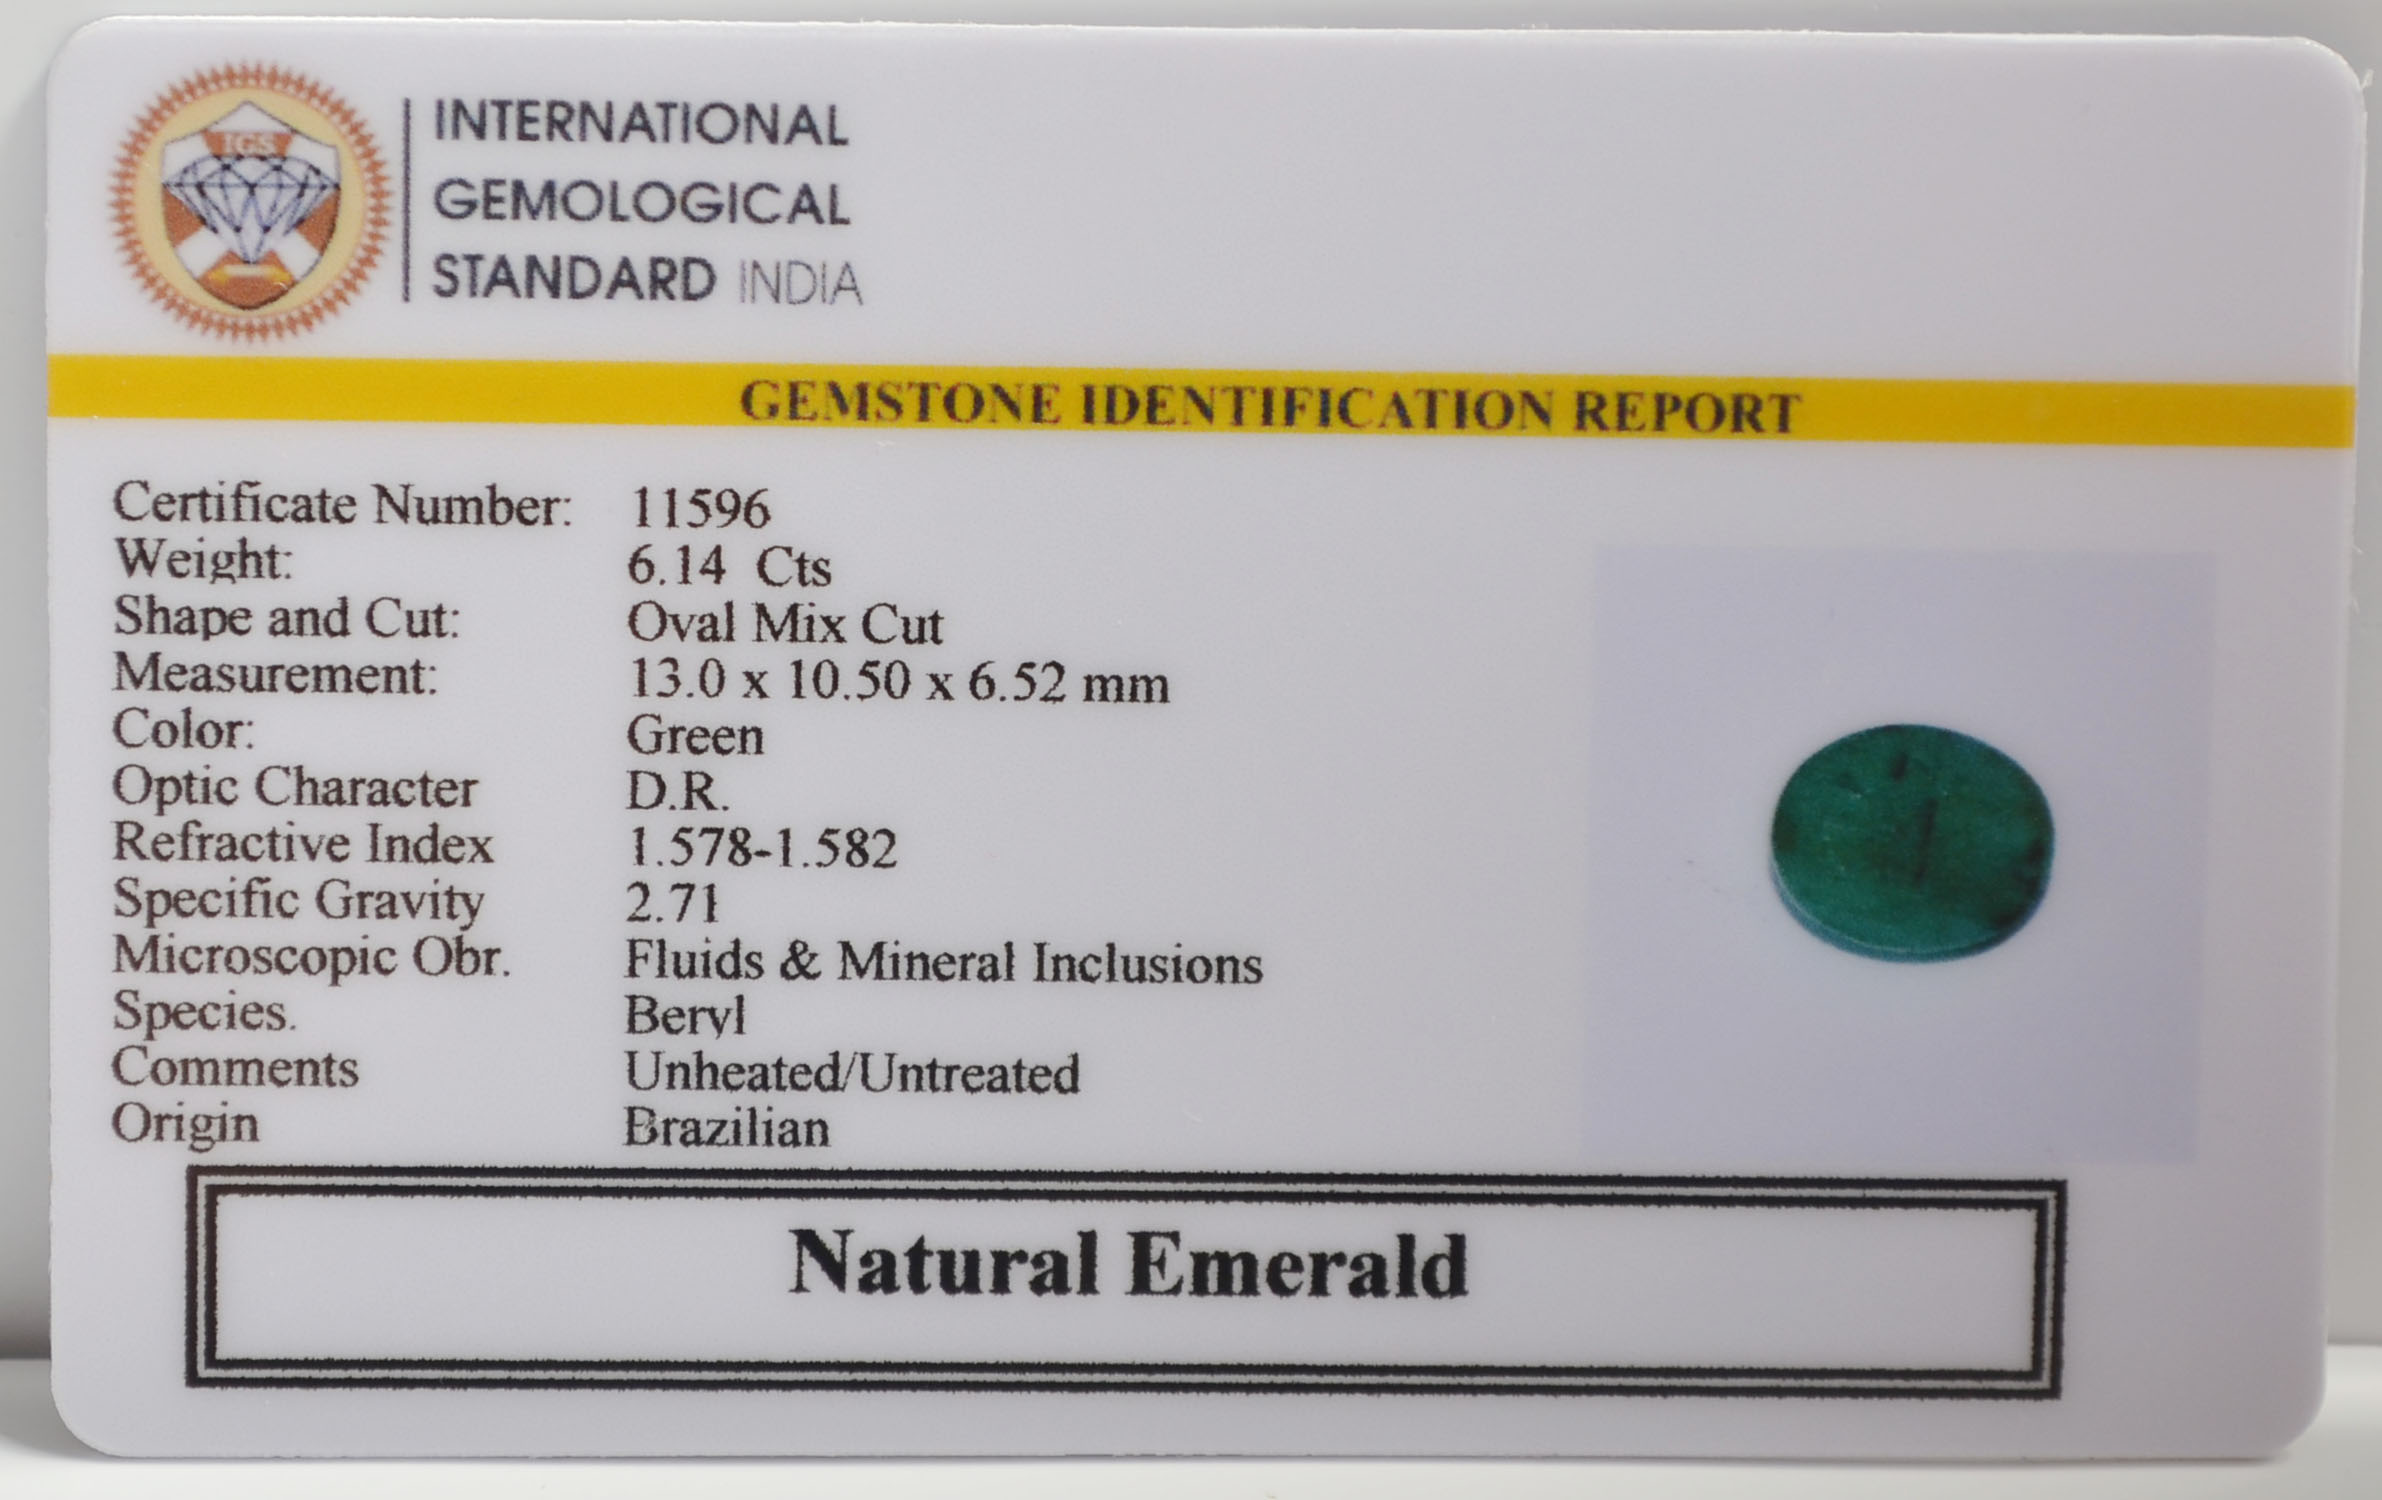 IGS
INTERNATIONAL
GEMOLOGICAL
STANDARD INDIA
GEMSTONE IDENTIFICATION REPORT
Certificate Number: 11596
Weight: 6.14 Cts
Shape and Cut: Oval Mix Cut
Measurement: 13.0 x 10.50 x 6.52 mm
Color: Green
Optic Character D.R.
Refractive Index 1.578-1.582
Specific Gravity 2.71
Microscopic Obr. Fluids & Mineral Inclusions
Species. Beryl
Comments Unheated/Untreated
Origin Brazilian
Natural Emerald